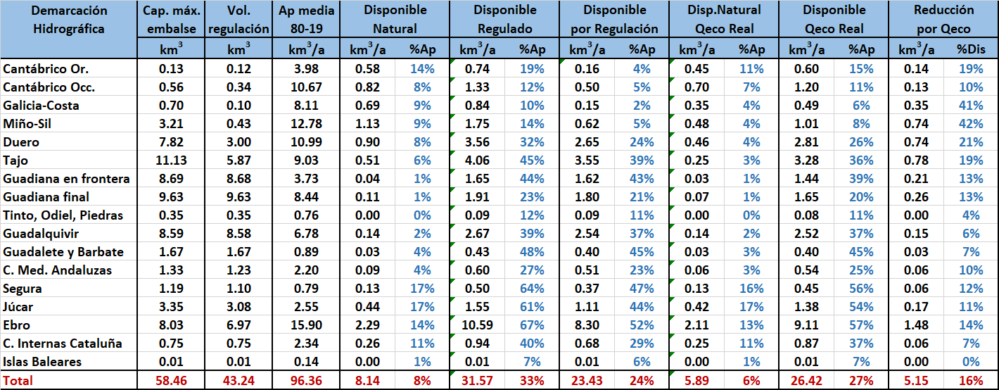 Demarcación Cap. máx. Vol. Ap media Disponible Disponible Disponible Disp.Natural Disponible Reducción
Hidrográfica embalse regulación 80-19 Natural Regulado por Regulación Qeco Real Qeco Real por Qeco
km³ km³ km³/a km³/a %Ap km³/a %Ap km³/a %Ap km³/a %Ap km³/a %Ap km³/a %Dis
Cantábrico Or. 0.13 0.12 3.98 0.58 14% 0.74 19% 0.16 4% 0.45 11% 0.60 15% 0.14 19%
Cantábrico Occ. 0.56 0.34 10.67 0.82 8% 1.33 12% 0.50 5% 0.70 7% 1.20 11% 0.13 10%
Galicia-Costa 0.70 0.10 8.11 0.69 9% 0.84 10% 0.15 2% 0.35 4% 0.49 6% 0.35 41%
Miño-Sil 3.21 0.43 12.78 1.13 9% 1.75 14% 0.62 5% 0.48 4% 1.01 8% 0.74 42%
Duero 7.82 3.00 10.99 0.90 8% 3.56 32% 2.65 24% 0.46 4% 2.81 26% 0.74 21%
Tajo 11.13 5.87 9.03 0.51 6% 4.06 45% 3.55 39% 0.25 3% 3.28 36% 0.78 19%
Guadiana en frontera 8.69 8.68 3.73 0.04 1% 1.65 44% 1.62 43% 0.03 1% 1.44 39% 0.21 13%
Guadiana final 9.63 9.63 8.44 0.11 1% 1.91 23% 1.80 21% 0.07 1% 1.65 20% 0.26 13%
Tinto, Odiel, Piedras 0.35 0.35 0.76 0.00 0% 0.09 12% 0.09 11% 0.00 0% 0.08 11% 0.00 4%
Guadalquivir 8.59 8.58 6.78 0.14 2% 2.67 39% 2.54 37% 0.14 2% 2.52 37% 0.15 6%
Guadalete y Barbate 1.67 1.67 0.89 0.03 4% 0.43 48% 0.40 45% 0.03 3% 0.40 45% 0.03 7%
C. Med. Andaluzas 1.33 1.23 2.20 0.09 4% 0.60 27% 0.51 23% 0.06 3% 0.54 25% 0.06 10%
Segura 1.19 1.10 0.79 0.13 17% 0.50 64% 0.37 47% 0.13 16% 0.45 56% 0.06 12%
Júcar 3.35 3.08 2.55 0.44 17% 1.55 61% 1.11 44% 0.42 17% 1.38 54% 0.17 11%
Ebro 8.03 6.97 15.90 2.29 14% 10.59 67% 8.30 52% 2.11 13% 9.11 57% 1.48 14%
C. Internas Cataluña 0.75 0.75 2.34 0.26 11% 0.94 40% 0.68 29% 0.25 11% 0.87 37% 0.06 7%
Islas Baleares 0.01 0.01 0.14 0.00 1% 0.01 7% 0.01 6% 0.00 1% 0.01 7% 0.00 0%
Total 58.46 43.24 96.36 8.14 8% 31.57 33% 23.43 24% 5.89 6% 26.42 27% 5.15 16%